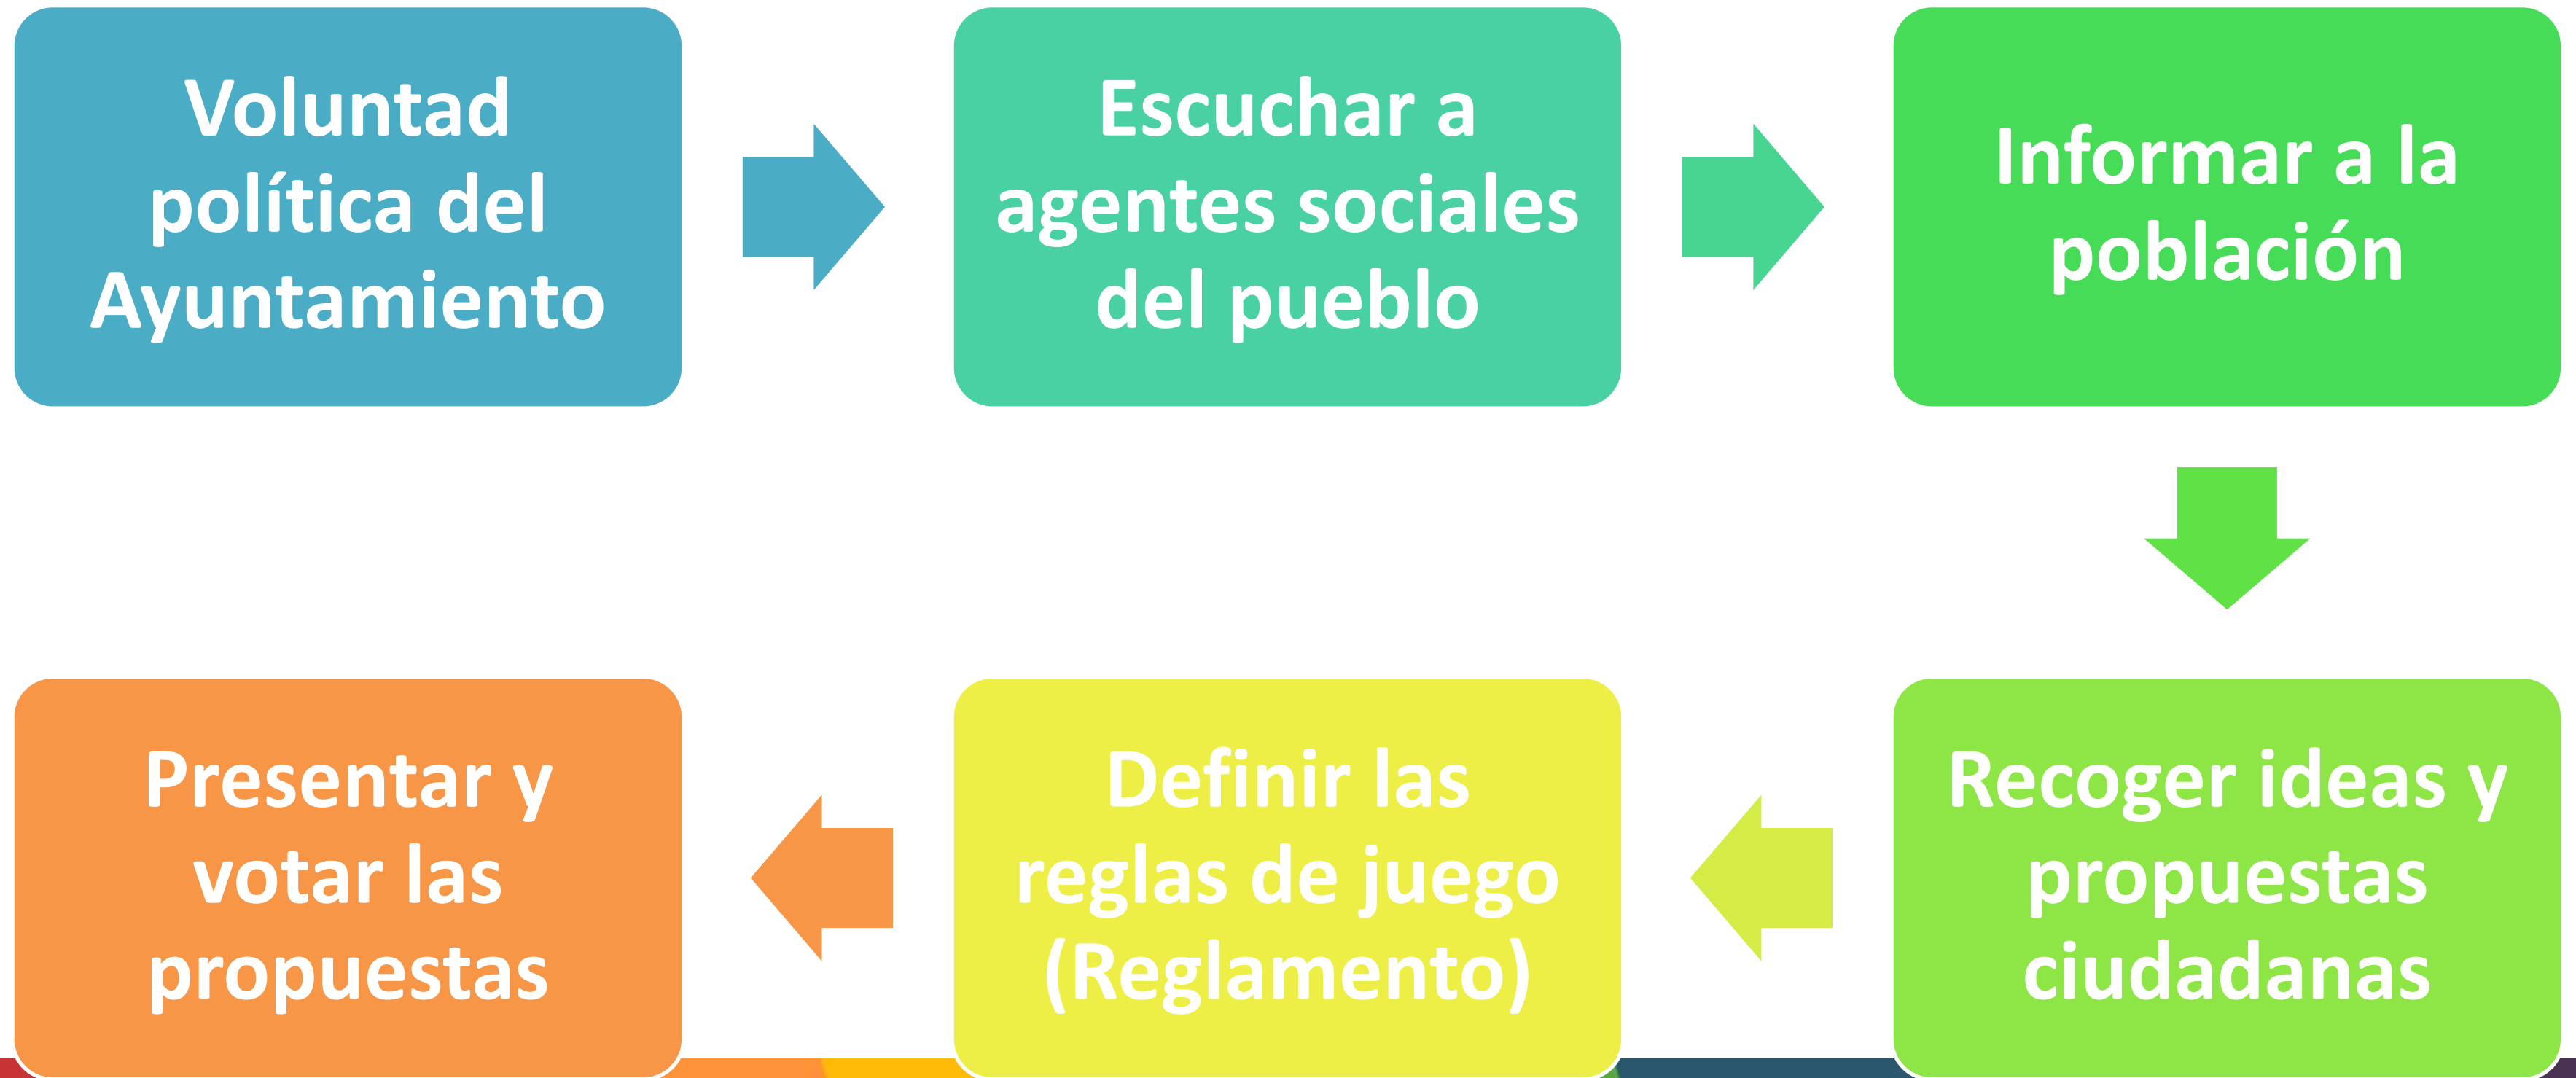 Voluntad
política del
Ayuntamiento
Escuchar a
agentes sociales
del pueblo
Informar a la
población
Recoger ideas y
propuestas
ciudadanas
Definir las
reglas de juego
(Reglamento)
Presentar y
votar las
propuestas